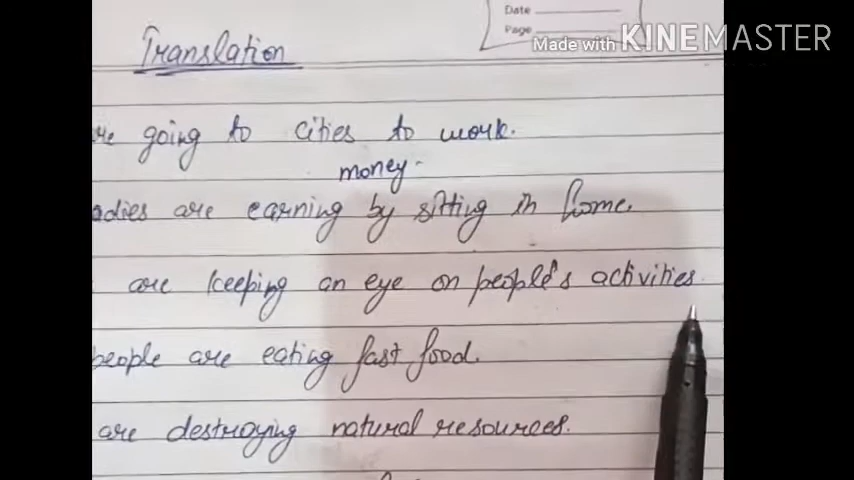 Date
Page
Made with KINEMASTER
Translation
going to cities to work.
money.
are earning by sitting in home.
are keeping an eye on people's activities
people are eating fast food.
are destroying natural resources.